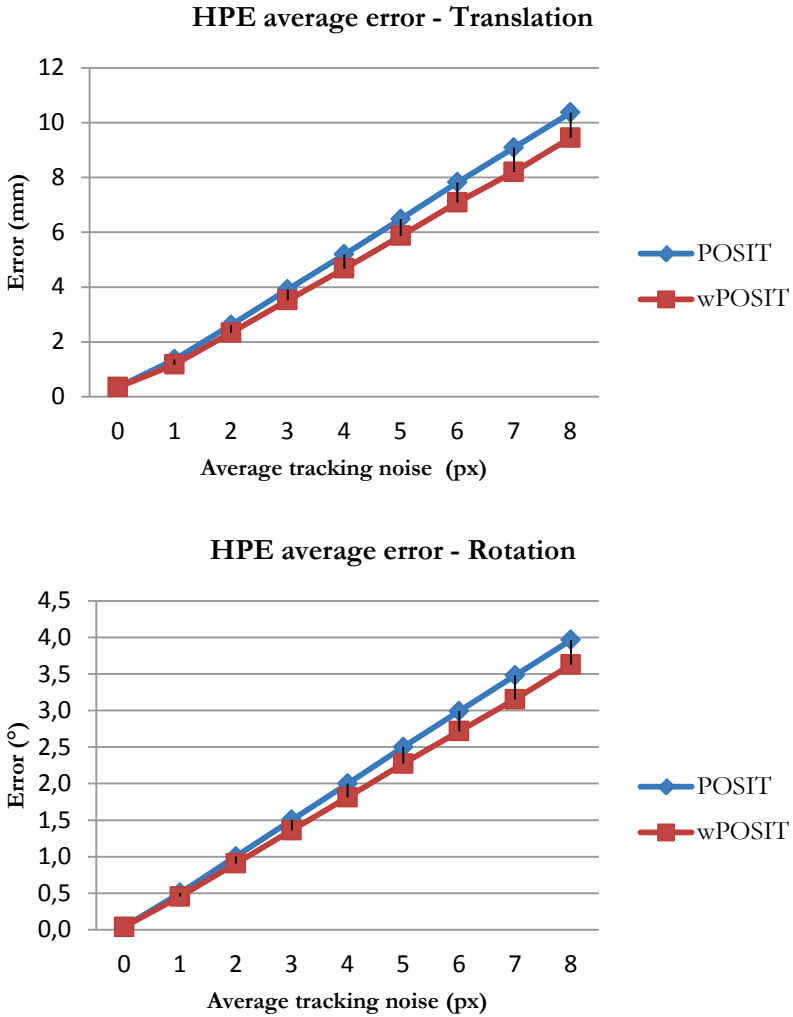 HPE average error - Translation
12
10
8
6
4
2
0
Error (mm)
0 1 2 3 4 5 6 7 8
Average tracking noise (px)
POSIT
wPOSIT
HPE average error - Rotation
4,5
4,0
3,5
3,0
2,5
2,0
1,5
1,0
0,5
0,0
Error (°)
0 1 2 3 4 5 6 7 8
Average tracking noise (px)
POSIT
wPOSIT